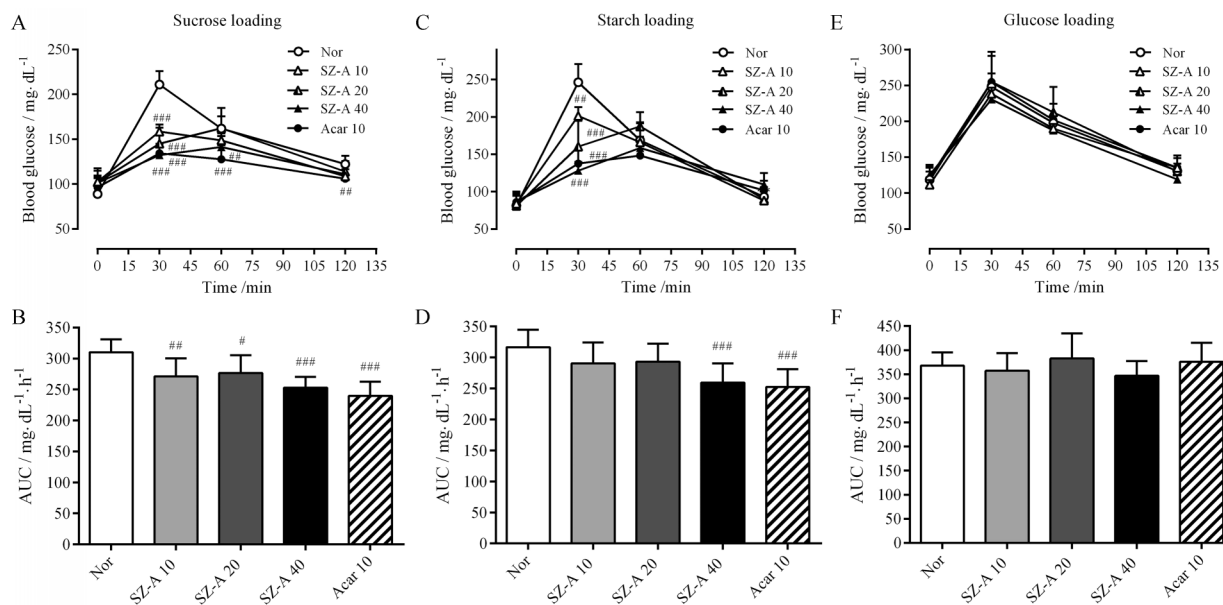 A
Sucrose loading
Blood glucose / mg·dL⁻¹
250
200
150
100
50
Nor
SZ-A 10
SZ-A 20
SZ-A 40
Acar 10
###
###
###
###
##
###
##
0 15 30 45 60 75 90 105 120 135
Time /min
C
Starch loading
Blood glucose / mg·dL⁻¹
250
200
150
100
50
Nor
SZ-A 10
SZ-A 20
SZ-A 40
Acar 10
##
###
###
###
0 15 30 45 60 75 90 105 120 135
Time /min
E
Glucose loading
Blood glucose / mg·dL⁻¹
300
250
200
150
100
50
Nor
SZ-A 10
SZ-A 20
SZ-A 40
Acar 10
0 15 30 45 60 75 90 105 120 135
Time /min
B
AUC / mg·dL⁻¹·h⁻¹
350
300
250
200
150
100
50
0
##
#
###
###
Nor
SZ-A 10
SZ-A 20
SZ-A 40
Acar 10
D
AUC / mg·dL⁻¹·h⁻¹
350
300
250
200
150
100
50
0
###
###
Nor
SZ-A 10
SZ-A 20
SZ-A 40
Acar 10
F
AUC / mg·dL⁻¹·h⁻¹
450
400
350
300
250
200
150
100
50
0
Nor
SZ-A 10
SZ-A 20
SZ-A 40
Acar 10